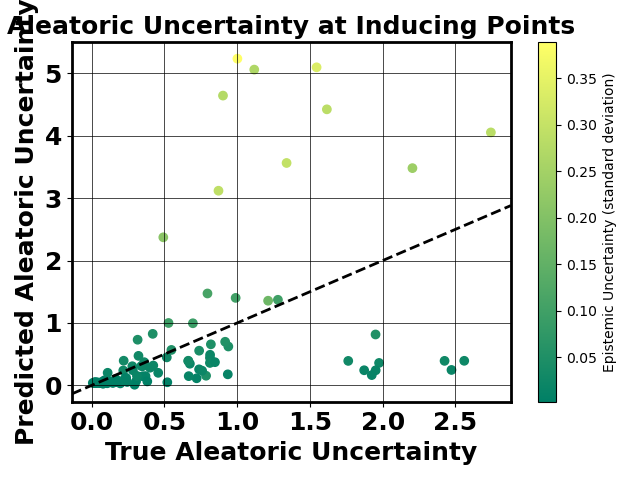 Aleatoric Uncertainty at Inducing Points
Predicted Aleatoric Uncertainty
5
4
3
2
1
0
0.0 0.5 1.0 1.5 2.0 2.5
True Aleatoric Uncertainty
0.35
0.30
0.25
0.20
0.15
0.10
0.05
Epistemic Uncertainty (standard deviation)